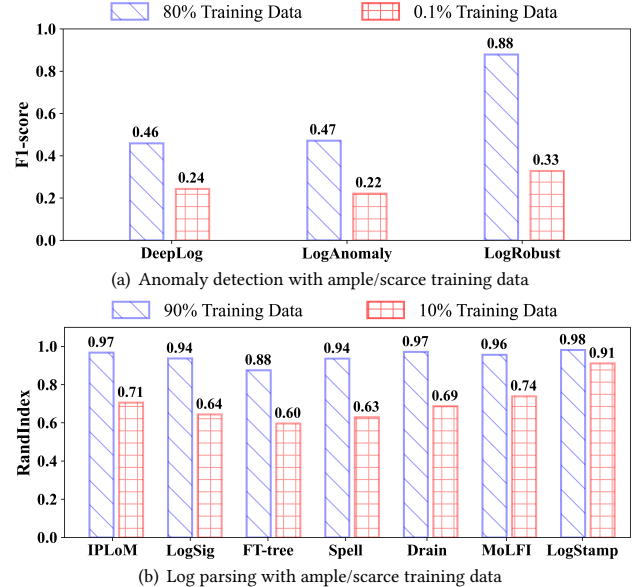 80% Training Data 0.1% Training Data
1.0
0.8
0.6
0.4
0.2
0.0
F1-score
0.46 0.24 0.47 0.22 0.88 0.33
DeepLog LogAnomaly LogRobust
(a) Anomaly detection with ample/scarce training data
90% Training Data 10% Training Data
1.0
0.8
0.6
0.4
0.2
0.0
RandIndex
0.97 0.71 0.94 0.64 0.88 0.60 0.94 0.63 0.97 0.69 0.96 0.74 0.98 0.91
IPLoM LogSig FT-tree Spell Drain MoLFI LogStamp
(b) Log parsing with ample/scarce training data